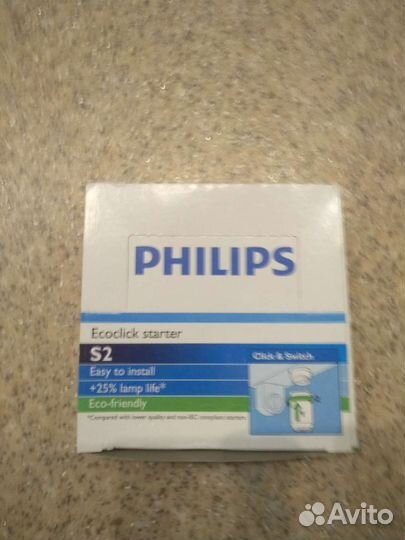 PHILIPS
Ecoclick starter
S2
Click & Switch
Easy to install
+25% lamp life*
Eco-friendly
*Compared with lower quality and non-IEC compliant starters
Avito